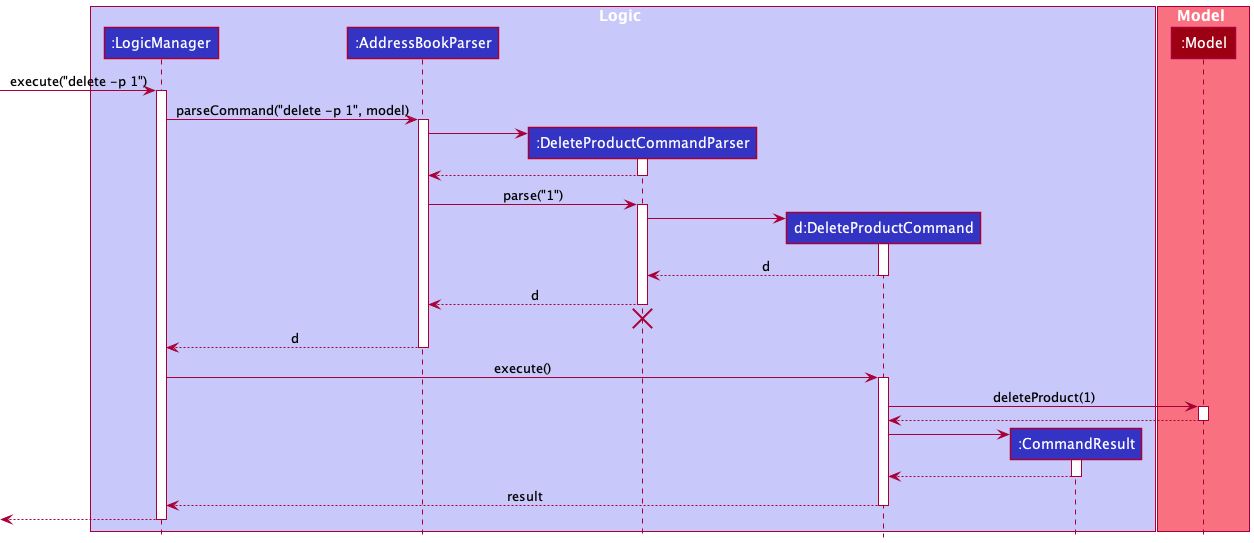 Logic
Model
:LogicManager
:AddressBookParser
:Model
execute("delete -p 1")
parseCommand("delete -p 1", model)
:DeleteProductCommandParser
parse("1")
d:DeleteProductCommand
d
d
d
execute()
deleteProduct(1)
:CommandResult
result